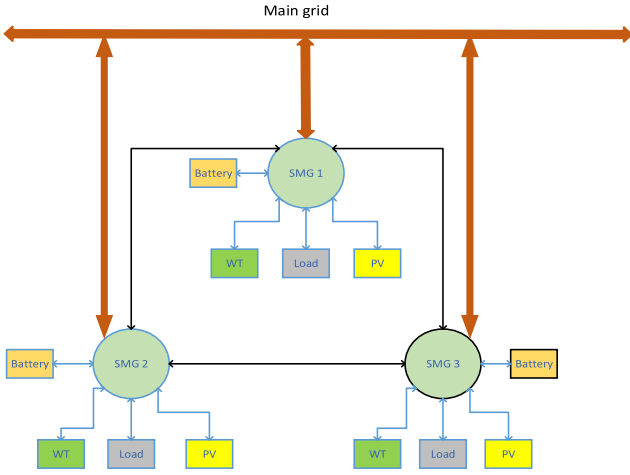 Main grid
Battery
SMG 1
WT
Load
PV
Battery
SMG 2
SMG 3
Battery
WT
Load
PV
WT
Load
PV